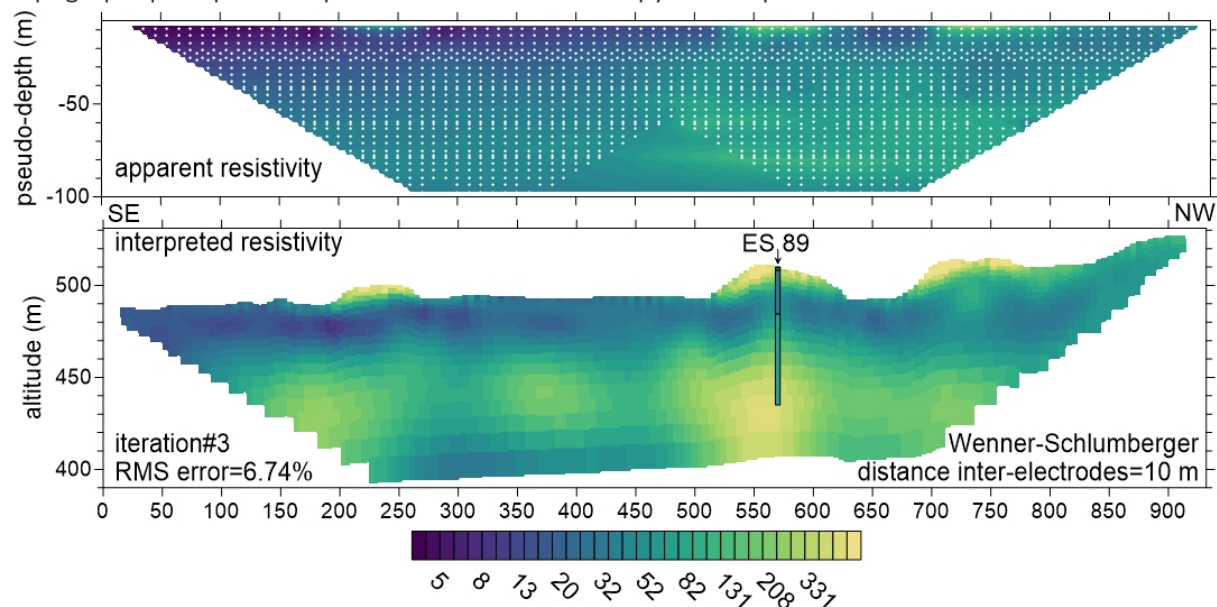 pseudo-depth (m)
-50
-100
apparent resistivity
SE
NW
interpreted resistivity
ES 89
altitude (m)
500
450
400
iteration#3
RMS error=6.74%
Wenner-Schlumberger
distance inter-electrodes=10 m
0 50 100 150 200 250 300 350 400 450 500 550 600 650 700 750 800 850 900
5 8 13 20 32 52 82 131 208 331